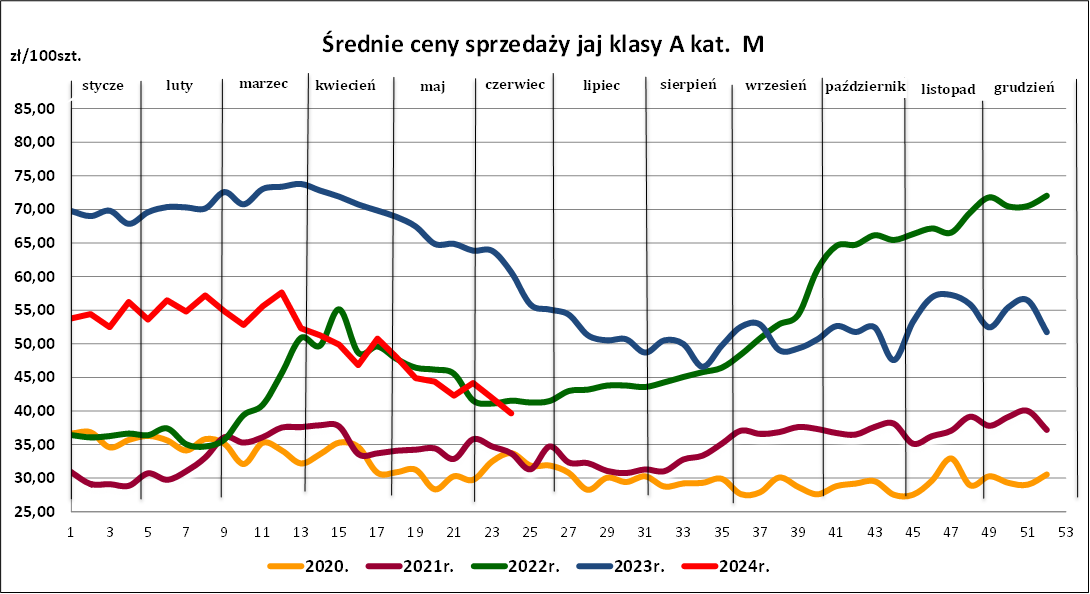 Średnie ceny sprzedaży jaj klasy A kat. M
zł/100szt.
stycze luty marzec kwiecień maj czerwiec lipiec sierpień wrzesień październik listopad grudzień
85,00
80,00
75,00
70,00
65,00
60,00
55,00
50,00
45,00
40,00
35,00
30,00
25,00
1 3 5 7 9 11 13 15 17 19 21 23 25 27 29 31 33 35 37 39 41 43 45 47 49 51 53
2020. 2021r. 2022r. 2023r. 2024r.